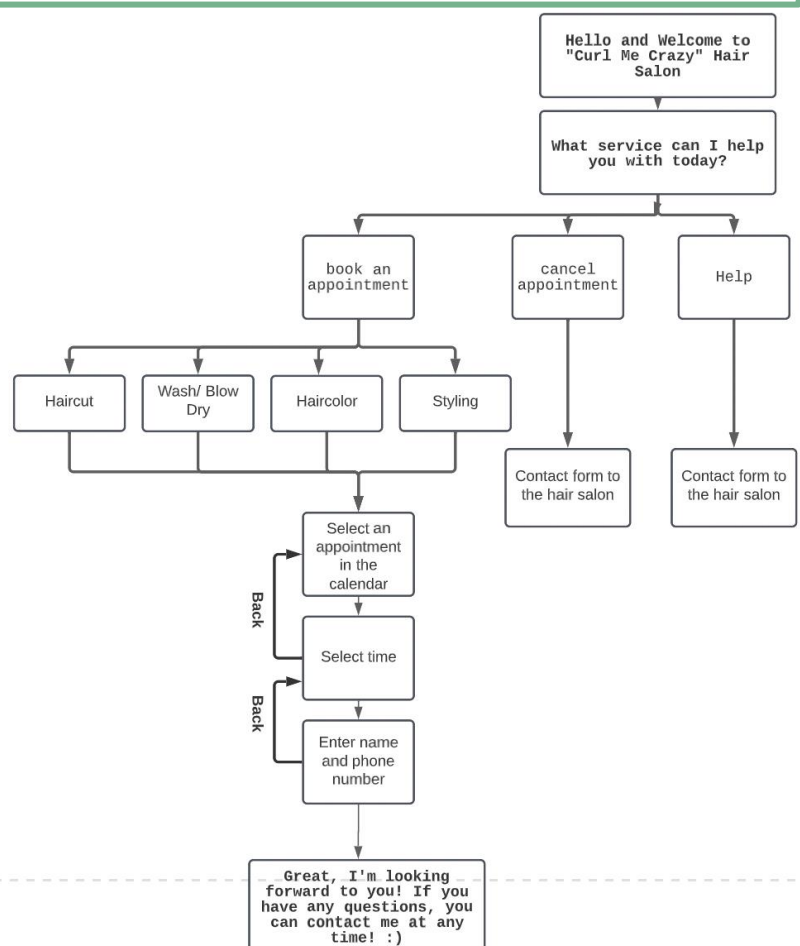 Hello and Welcome to
"Curl Me Crazy" Hair
Salon
What service can I help
you with today?
book an
appointment
cancel
appointment
Help
Haircut
Wash/ Blow
Dry
Haircolor
Styling
Contact form to
the hair salon
Contact form to
the hair salon
Select an
appointment
in the
calendar
Back
Select time
Back
Enter name
and phone
number
Great, I'm looking
forward to you! If you
have any questions, you
can contact me at any
time! :)